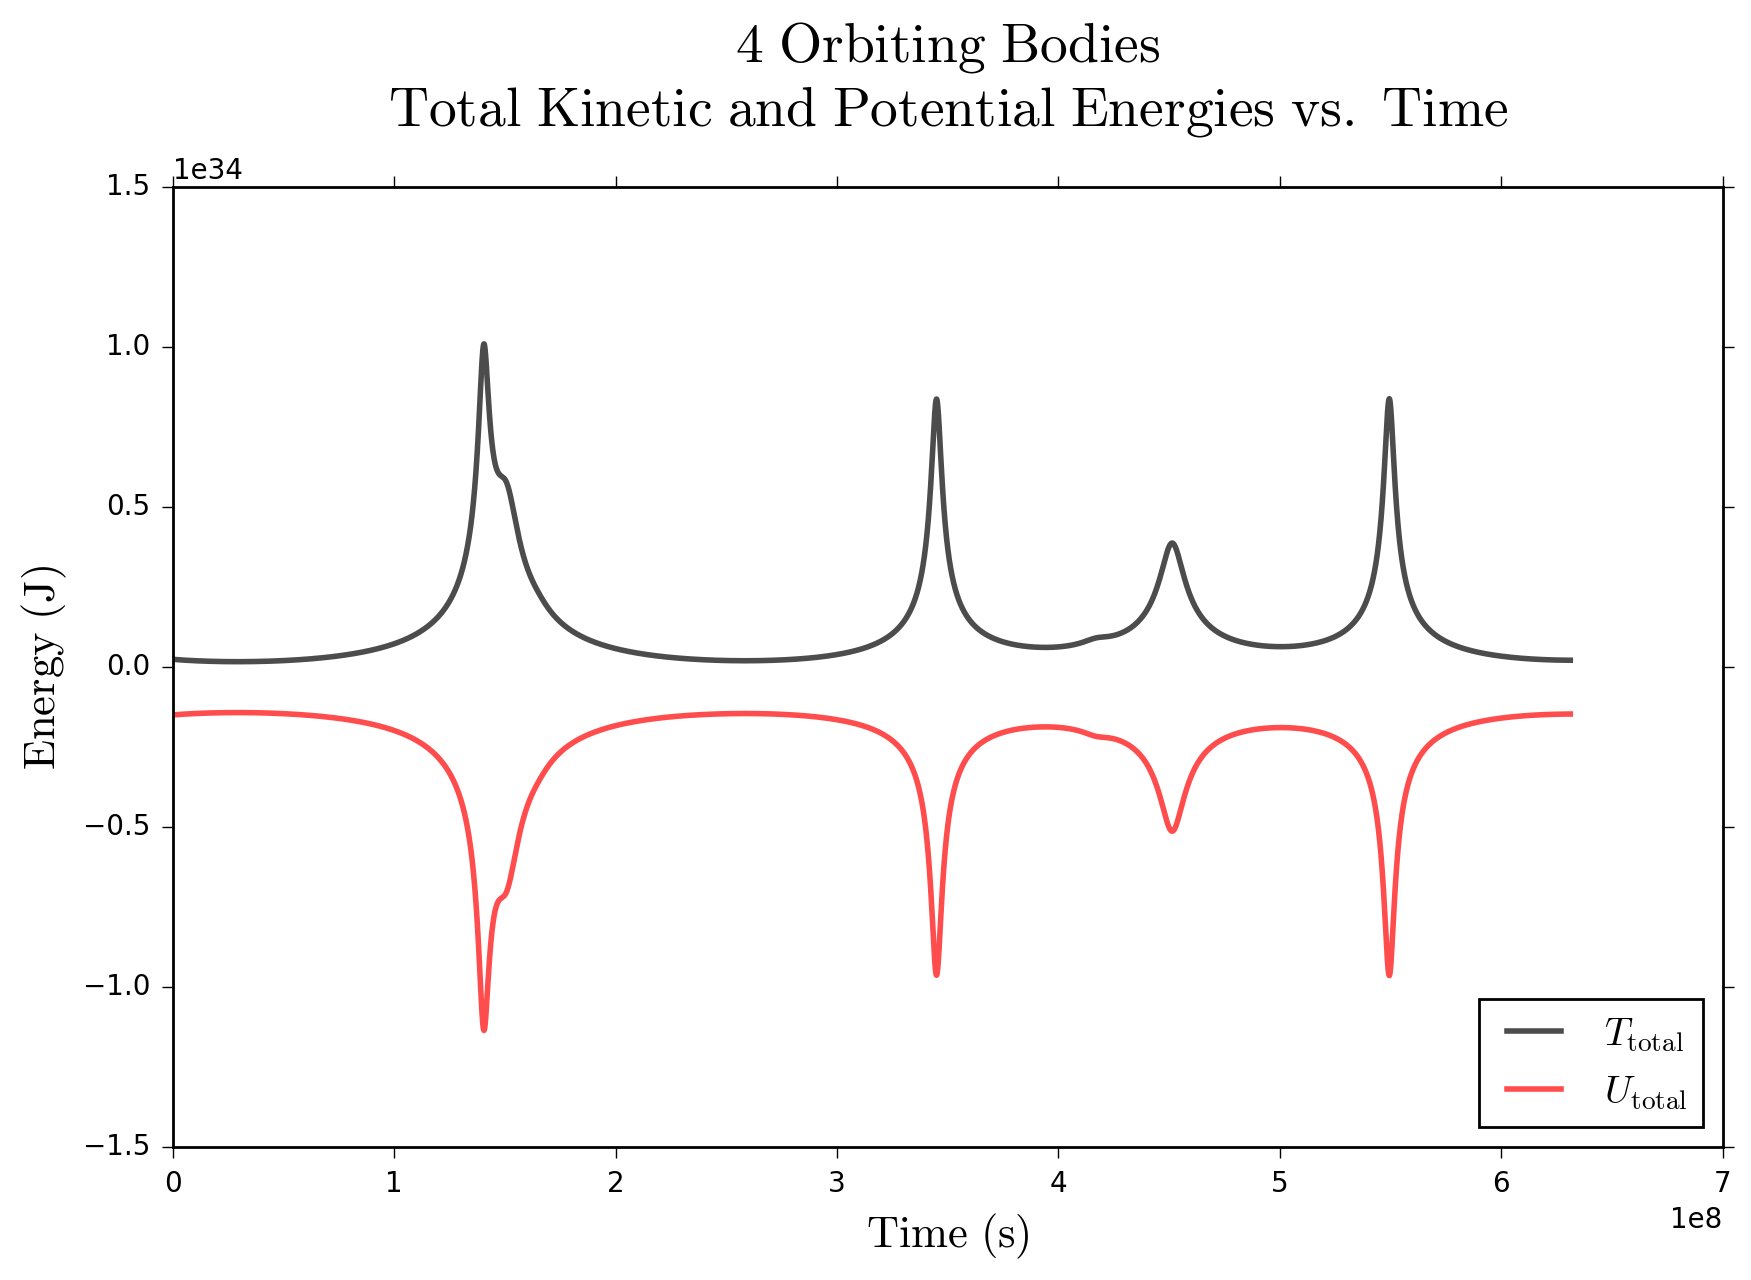 4 Orbiting Bodies
Total Kinetic and Potential Energies vs. Time
1e34
1.5
1.0
0.5
0.0
−0.5
−1.0
−1.5
Energy (J)
T_total
U_total
0 1 2 3 4 5 6 7
1e8
Time (s)